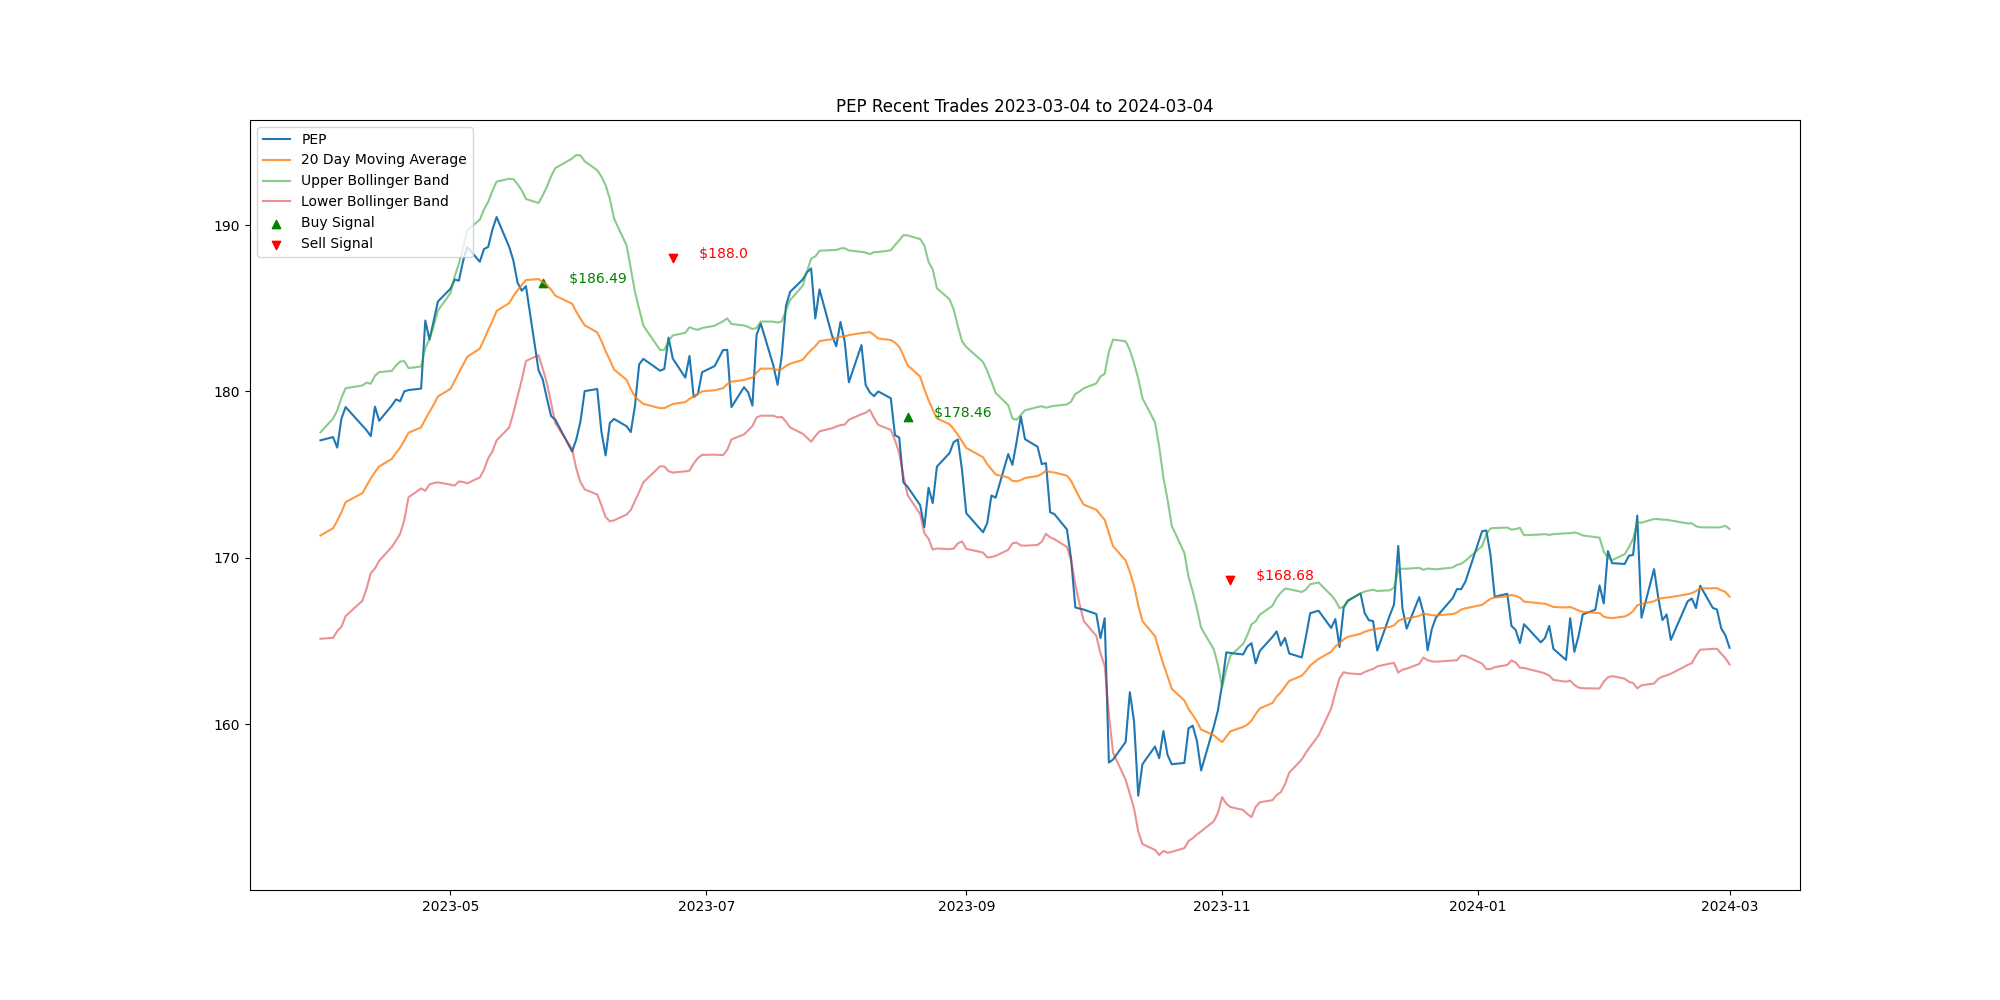 PEP Recent Trades 2023-03-04 to 2024-03-04
PEP
20 Day Moving Average
Upper Bollinger Band
Lower Bollinger Band
Buy Signal
Sell Signal
$188.0
$186.49
$178.46
$168.68
190
180
170
160
2023-05 2023-07 2023-09 2023-11 2024-01 2024-03